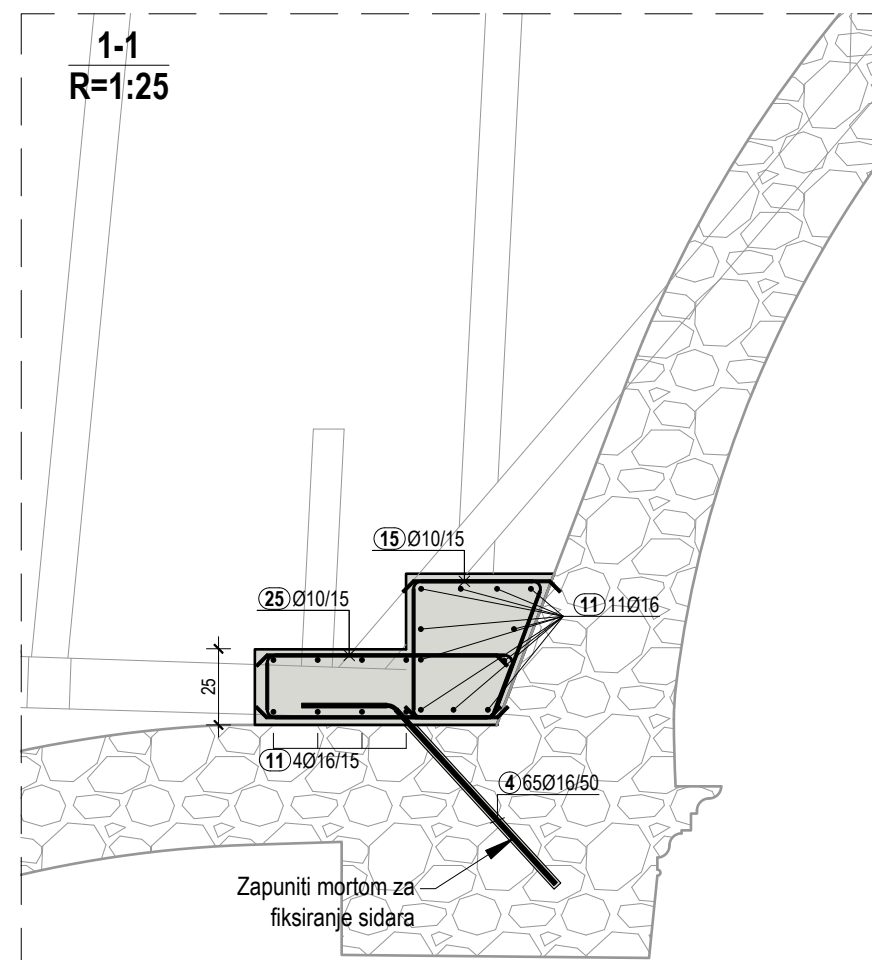 1-1
R=1:25
15 Ø10/15
25 Ø10/15
11 11Ø16
25
11 4Ø16/15
4 65Ø16/50
Zapuniti mortom za
fiksiranje sidara